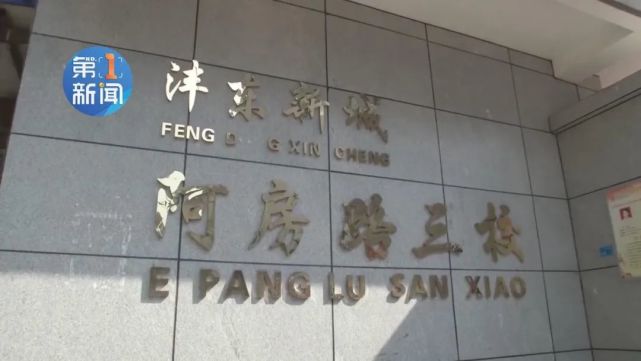 第1
新闻
沣东新城
FENG D G XIN CHENG
阿房路三校
E PANG LU SAN XIAO